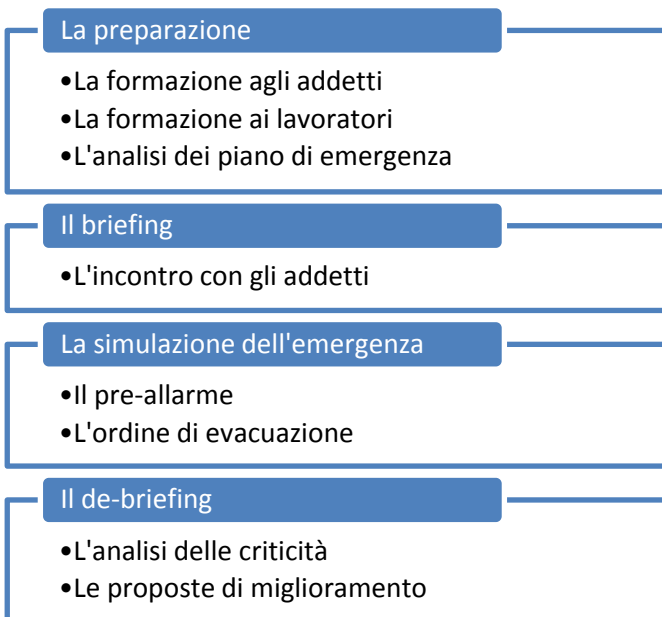 La preparazione
•La formazione agli addetti
•La formazione ai lavoratori
•L'analisi dei piano di emergenza
Il briefing
•L'incontro con gli addetti
La simulazione dell'emergenza
•Il pre-allarme
•L'ordine di evacuazione
Il de-briefing
•L'analisi delle criticità
•Le proposte di miglioramento